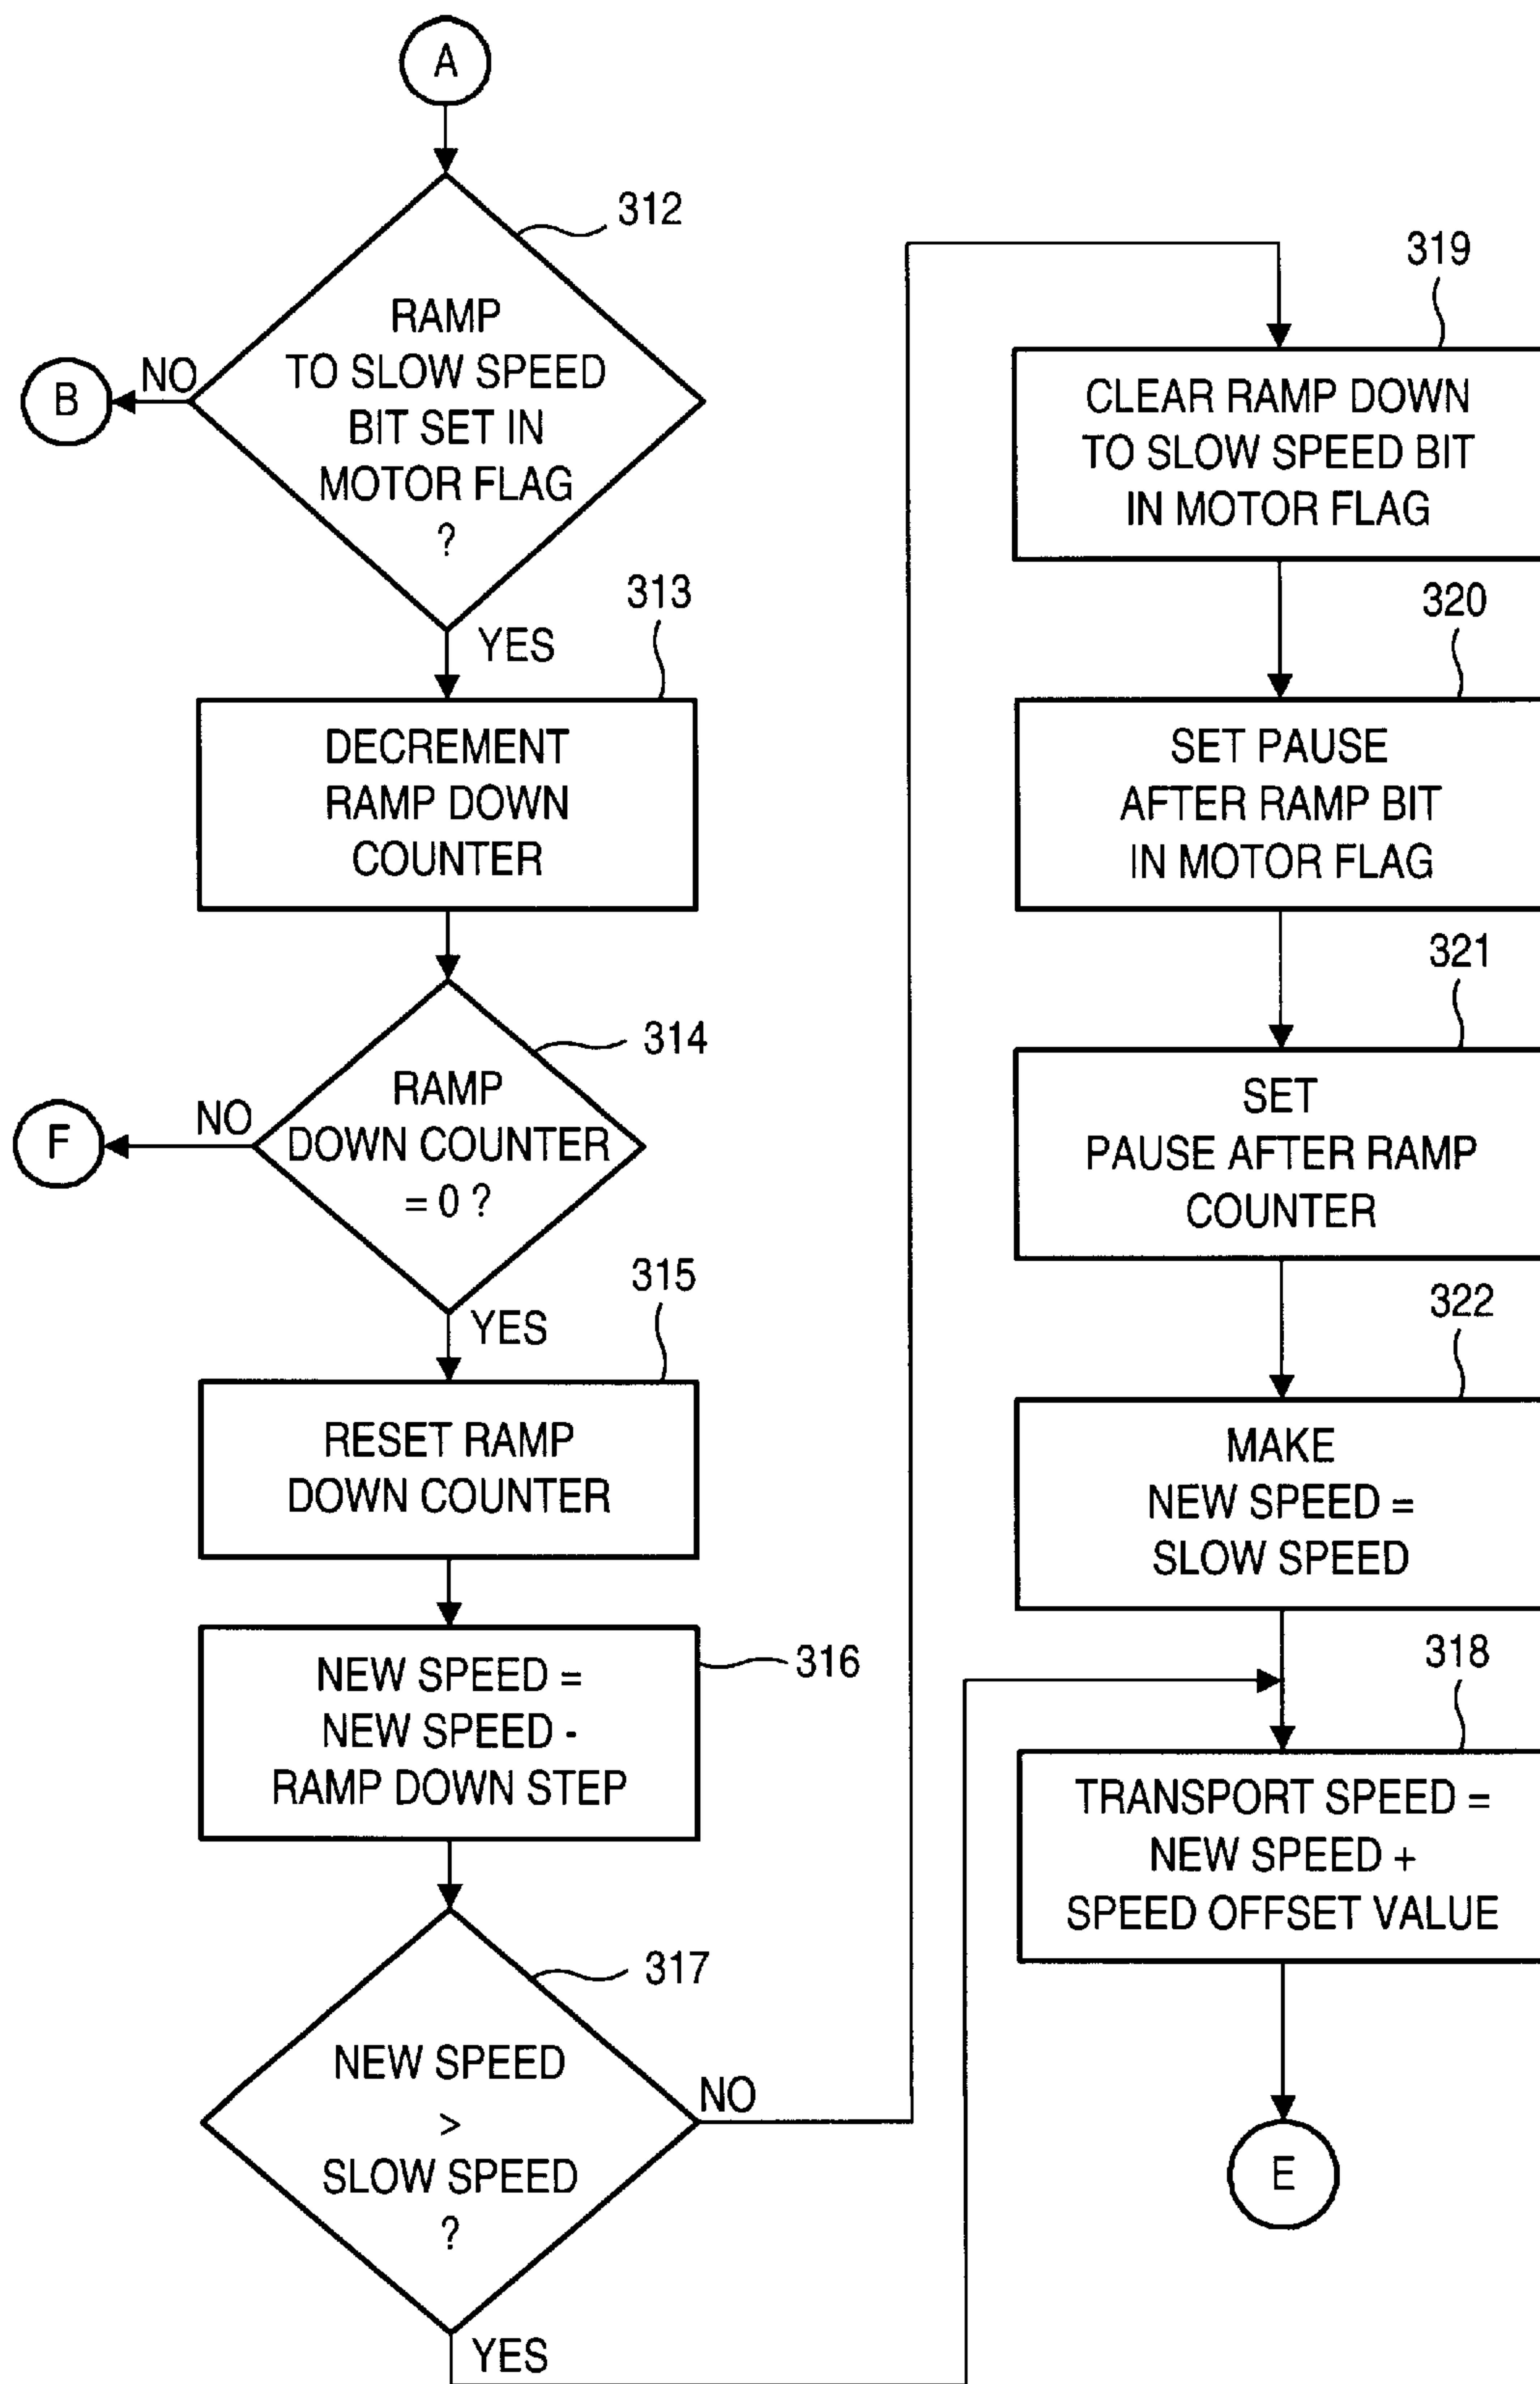 A
312
RAMP
TO SLOW SPEED
BIT SET IN
MOTOR FLAG
?
NO
B
YES
313
DECREMENT
RAMP DOWN
COUNTER
314
RAMP
DOWN COUNTER
= 0 ?
NO
F
YES
315
RESET RAMP
DOWN COUNTER
316
NEW SPEED =
NEW SPEED -
RAMP DOWN STEP
317
NEW SPEED
>
SLOW SPEED
?
NO
YES
319
CLEAR RAMP DOWN
TO SLOW SPEED BIT
IN MOTOR FLAG
320
SET PAUSE
AFTER RAMP BIT
IN MOTOR FLAG
321
SET
PAUSE AFTER RAMP
COUNTER
322
MAKE
NEW SPEED =
SLOW SPEED
318
TRANSPORT SPEED =
NEW SPEED +
SPEED OFFSET VALUE
E